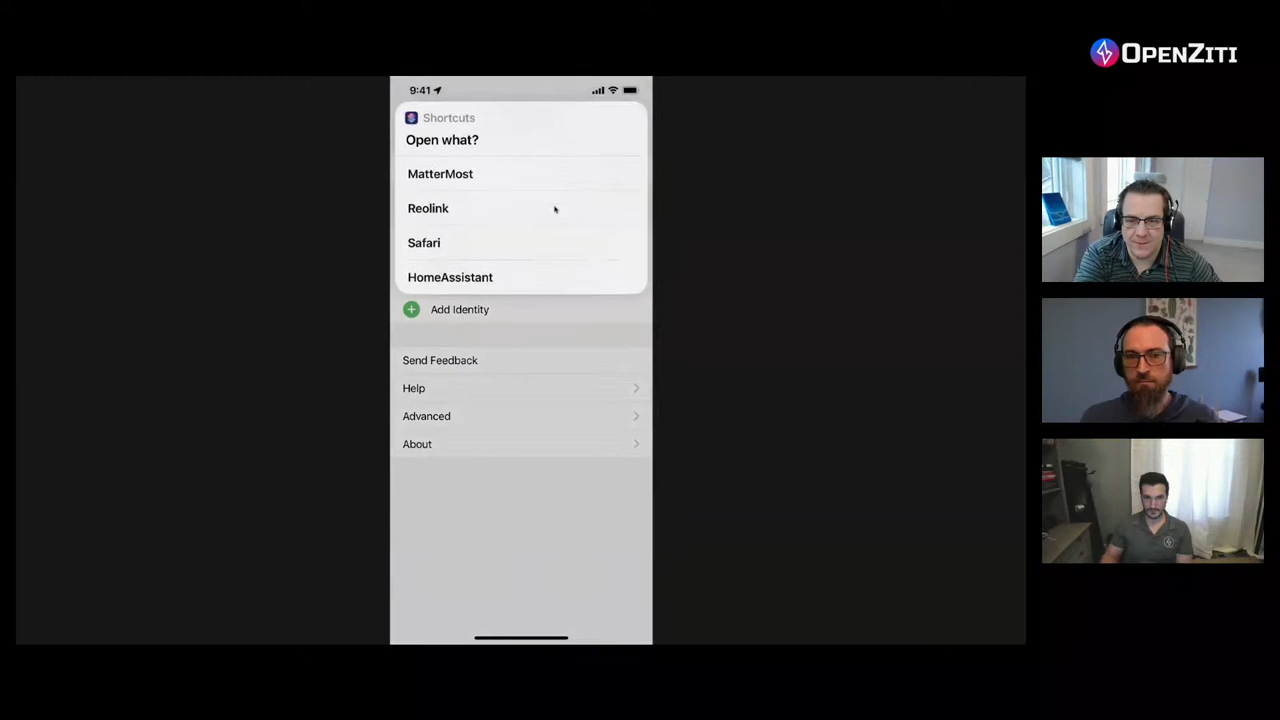 OPENZITI
9:41
Shortcuts
Open what?
MatterMost
Reolink
Safari
HomeAssistant
Add Identity
Send Feedback
Help
Advanced
About